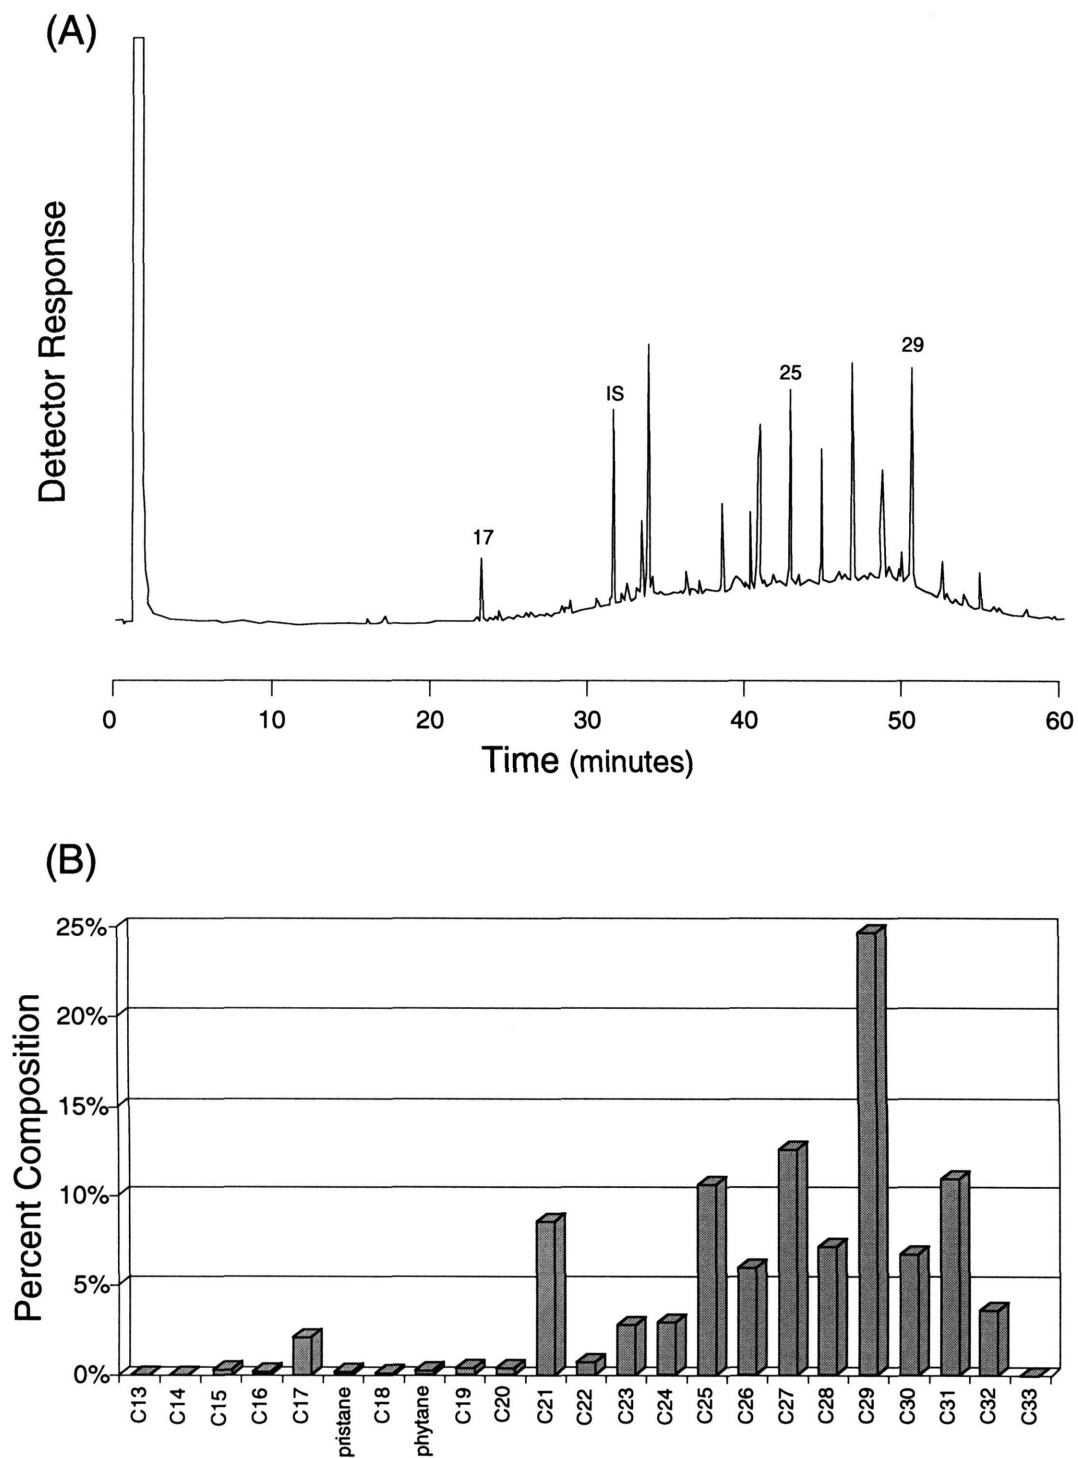 (A)
Detector Response
17
IS
25
29
0 10 20 30 40 50 60
Time (minutes)
(B)
Percent Composition
25%
20%
15%
10%
5%
0%
C13 C14 C15 C16 C17 pristane C18 phytane C19 C20 C21 C22 C23 C24 C25 C26 C27 C28 C29 C30 C31 C32 C33